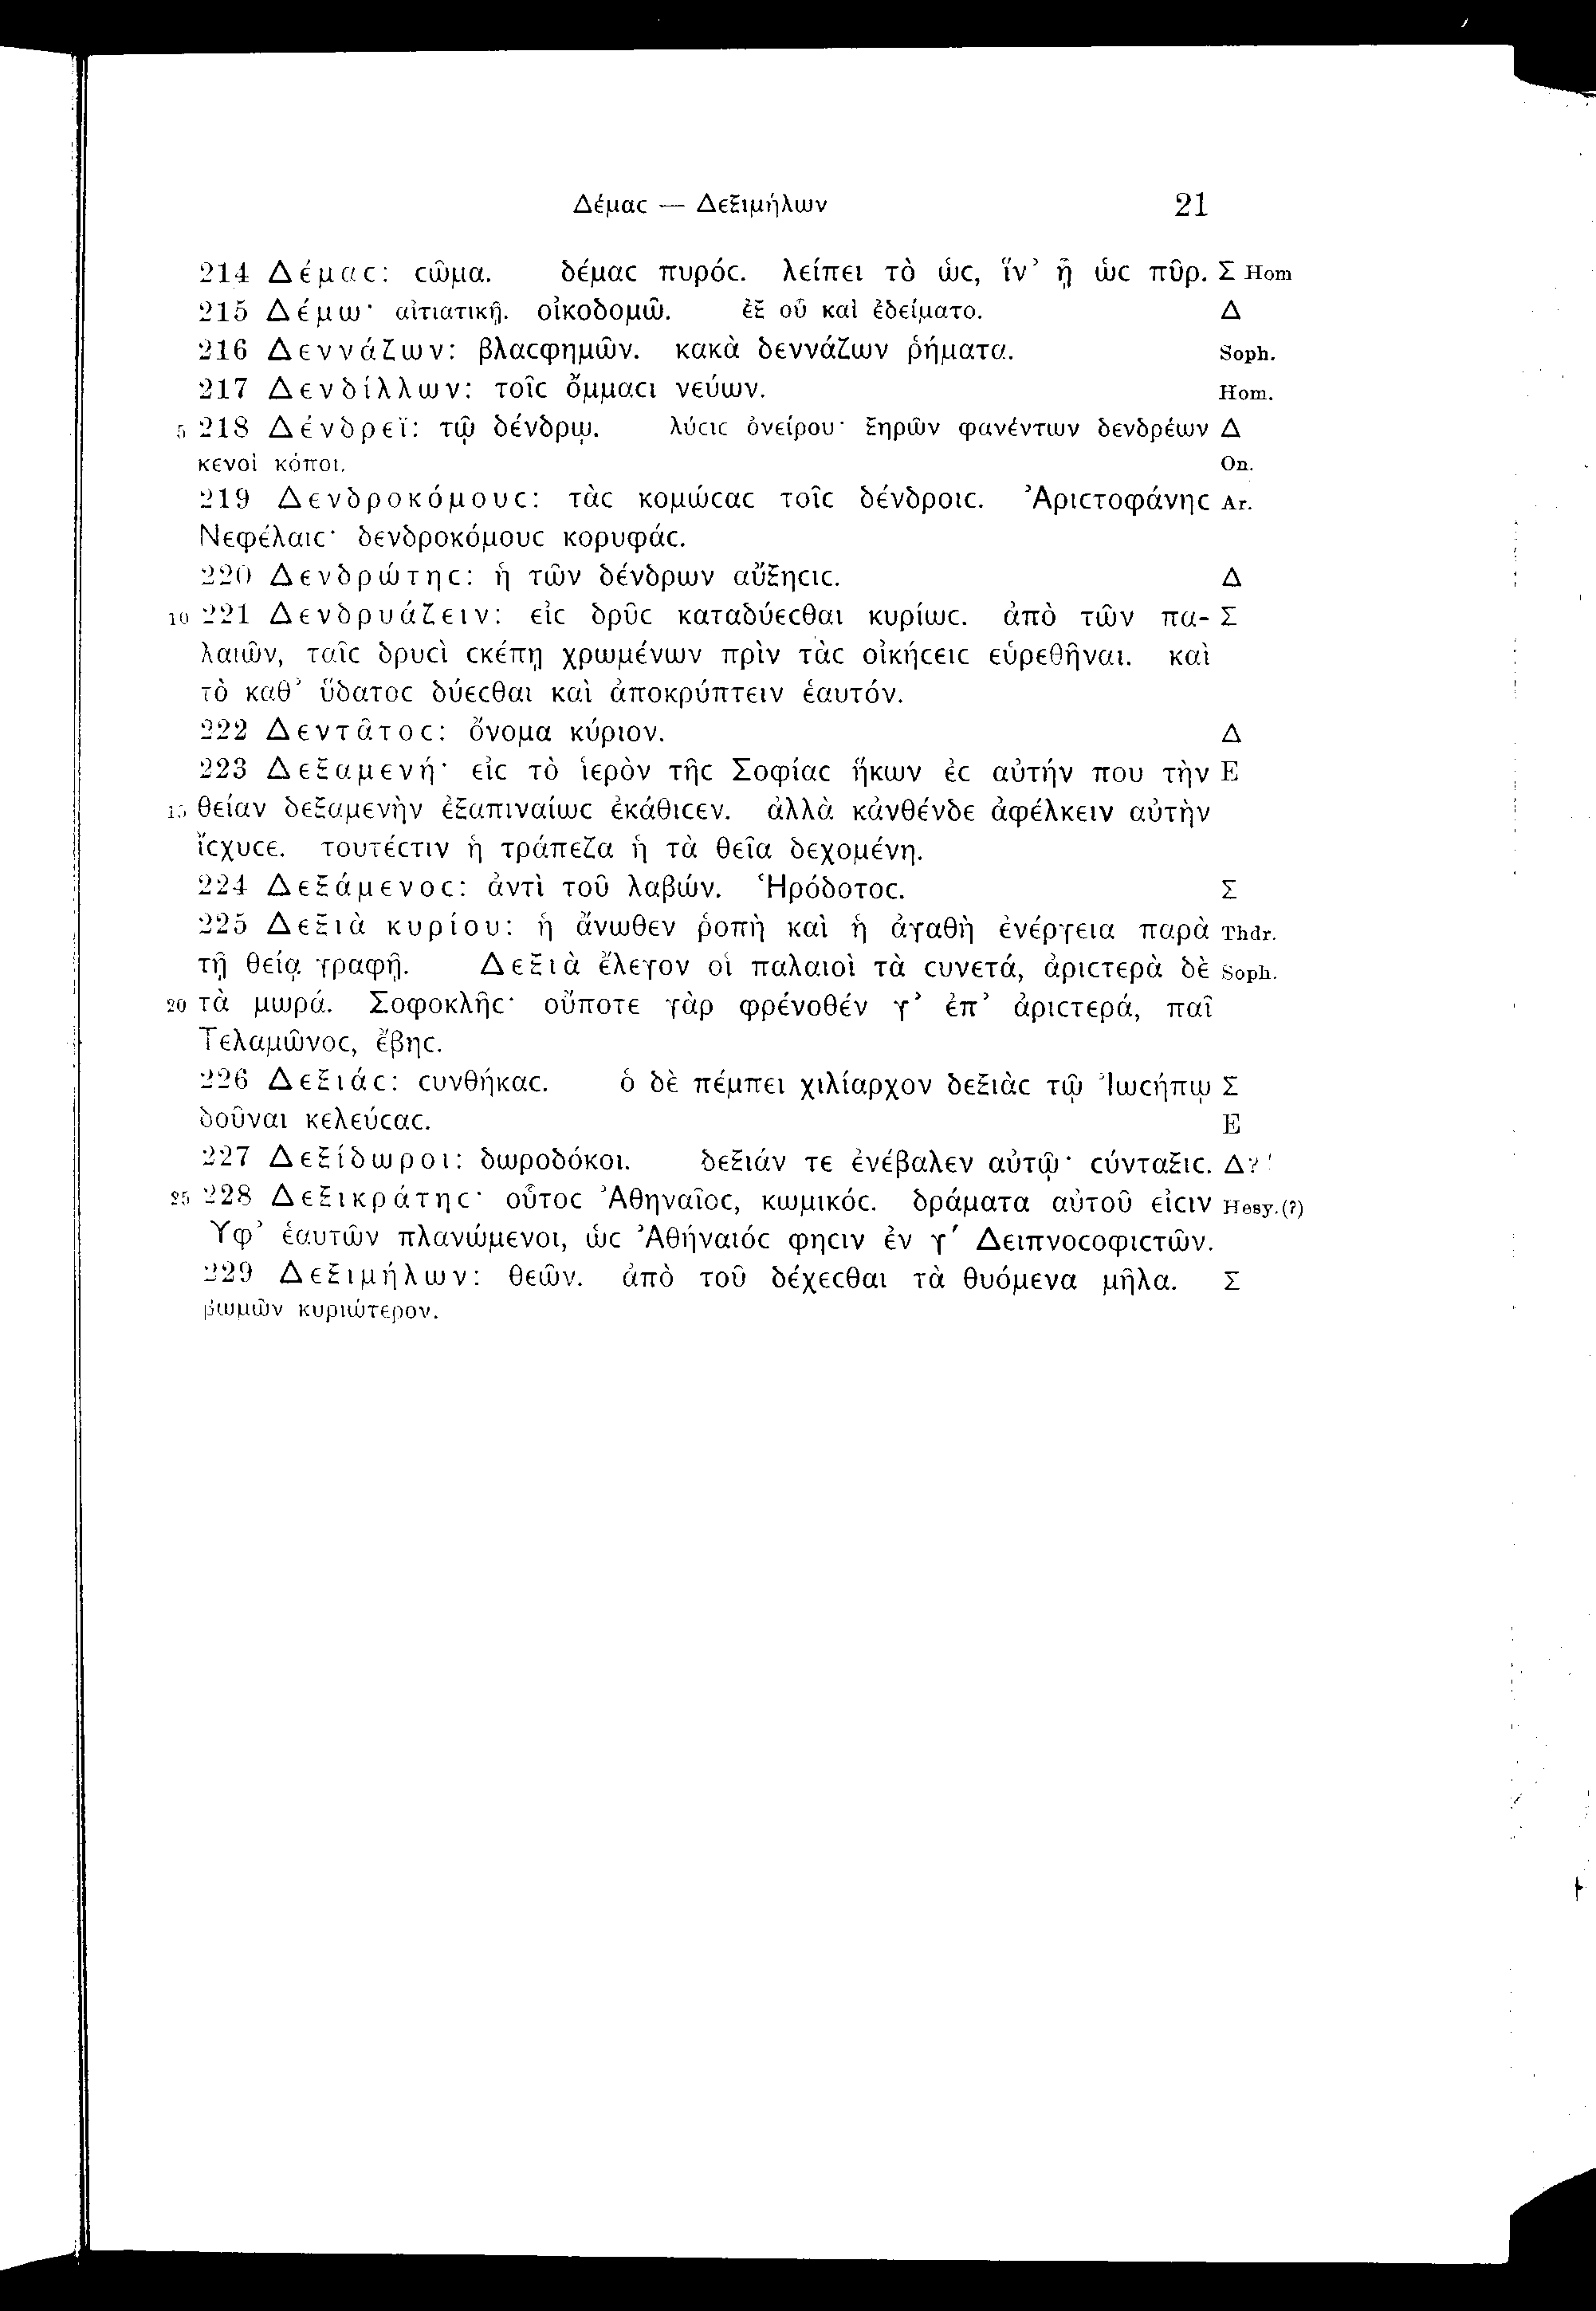 Δέμαϲ — Δεξιμήλων 21
214 Δέμαϲ: ϲῶμα. δέμαϲ πυρόϲ. λείπει τὸ ὡϲ, ἵν’ ᾖ ὡϲ πῦρ. Σ Hom
215 Δέμω· αἰτιατικῇ. οἰκοδομῶ. ἐξ οὗ καὶ ἐδείματο. Δ
216 Δεννάζων: βλαϲφημῶν. κακὰ δεννάζων ῥήματα. Soph.
217 Δενδίλλων: τοῖϲ ὄμμαϲι νεύων. Hom.
5 218 Δένδρεϊ: τῷ δένδρῳ. λύϲιϲ ὀνείρου· ξηρῶν φανέντων δενδρέων Δ
κενοὶ κόποι. On.
219 Δενδροκόμουϲ: τὰϲ κομώϲαϲ τοῖϲ δένδροιϲ. Ἀριϲτοφάνηϲ Ar.
Νεφέλαιϲ· δενδροκόμουϲ κορυφάϲ.
220 Δενδρώτηϲ: ἡ τῶν δένδρων αὔξηϲιϲ. Δ
10 221 Δενδρυάζειν: εἰϲ δρῦϲ καταδύεϲθαι κυρίωϲ. ἀπὸ τῶν πα- Σ
λαιῶν, ταῖϲ δρυϲὶ ϲκέπῃ χρωμένων πρὶν τὰϲ οἰκήϲειϲ εὑρεθῆναι. καὶ
τὸ καθ’ ὕδατοϲ δύεϲθαι καὶ ἀποκρύπτειν ἑαυτόν.
222 Δεντᾶτοϲ: ὄνομα κύριον. Δ
223 Δεξαμενή· εἰϲ τὸ ἱερὸν τῆϲ Σοφίαϲ ἥκων ἐϲ αὐτήν που τὴν Ε
15 θείαν δεξαμενὴν ἐξαπιναίωϲ ἐκάθιϲεν. ἀλλὰ κἀνθένδε ἀφέλκειν αὐτὴν
ἴϲχυϲε. τουτέϲτιν ἡ τράπεζα ἡ τὰ θεῖα δεχομένη.
224 Δεξάμενοϲ: ἀντὶ τοῦ λαβών. Ἡρόδοτοϲ. Σ
225 Δεξιὰ κυρίου: ἡ ἄνωθεν ῥοπὴ καὶ ἡ ἀγαθὴ ἐνέργεια παρὰ Thdr.
τῇ θείᾳ γραφῇ. Δεξιὰ ἔλεγον οἱ παλαιοὶ τὰ ϲυνετά, ἀριϲτερὰ δὲ Soph.
20 τὰ μωρά. Σοφοκλῆϲ· οὔποτε γὰρ φρένοθέν γ’ ἐπ’ ἀριϲτερά, παῖ
Τελαμῶνοϲ, ἔβηϲ.
226 Δεξιάϲ: ϲυνθήκαϲ. ὁ δὲ πέμπει χιλίαρχον δεξιὰϲ τῷ Ἰωϲήπῳ Σ
δοῦναι κελεύϲαϲ. Ε
227 Δεξίδωροι: δωροδόκοι. δεξιάν τε ἐνέβαλεν αὐτῷ· ϲύνταξιϲ. Δ?
25 228 Δεξικράτηϲ· οὗτοϲ Ἀθηναῖοϲ, κωμικόϲ. δράματα αὐτοῦ εἰϲιν Hesy.(?)
Ὑφ’ ἑαυτῶν πλανώμενοι, ὡϲ Ἀθήναιόϲ φηϲιν ἐν γ΄ Δειπνοϲοφιϲτῶν.
229 Δεξιμήλων: θεῶν. ἀπὸ τοῦ δέχεϲθαι τὰ θυόμενα μῆλα. Σ
βωμῶν κυριώτερον.